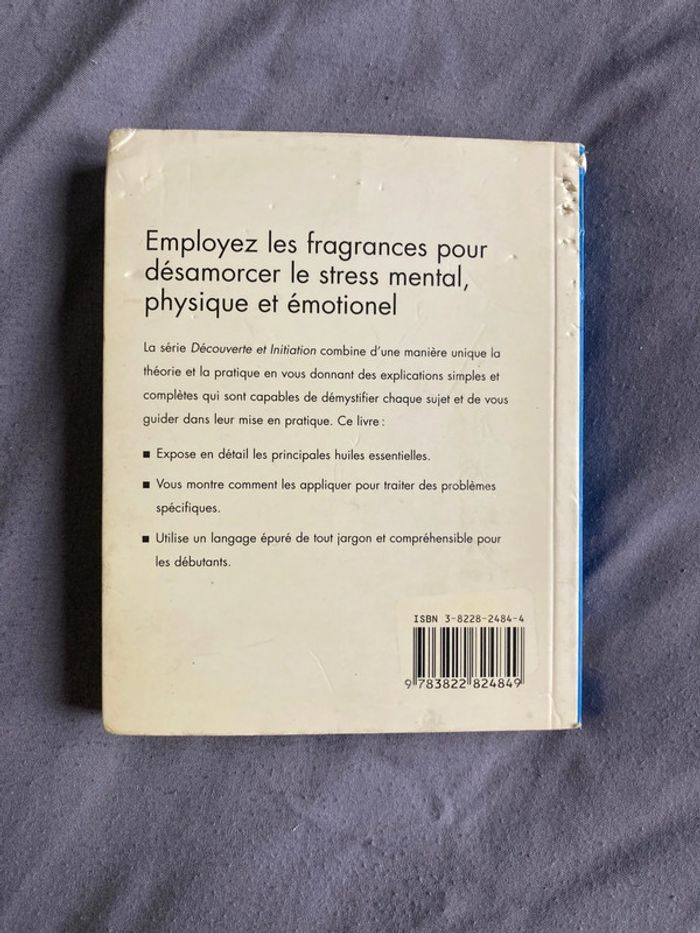 Employez les fragrances pour
désamorcer le stress mental,
physique et émotionel
La série Découverte et Initiation combine d'une manière unique la
théorie et la pratique en vous donnant des explications simples et
complètes qui sont capables de démystifier chaque sujet et de vous
guider dans leur mise en pratique. Ce livre :
■ Expose en détail les principales huiles essentielles.
■ Vous montre comment les appliquer pour traiter des problèmes
spécifiques.
■ Utilise un langage épuré de tout jargon et compréhensible pour
les débutants.
ISBN 3-8228-2484-4
9 783822 824849